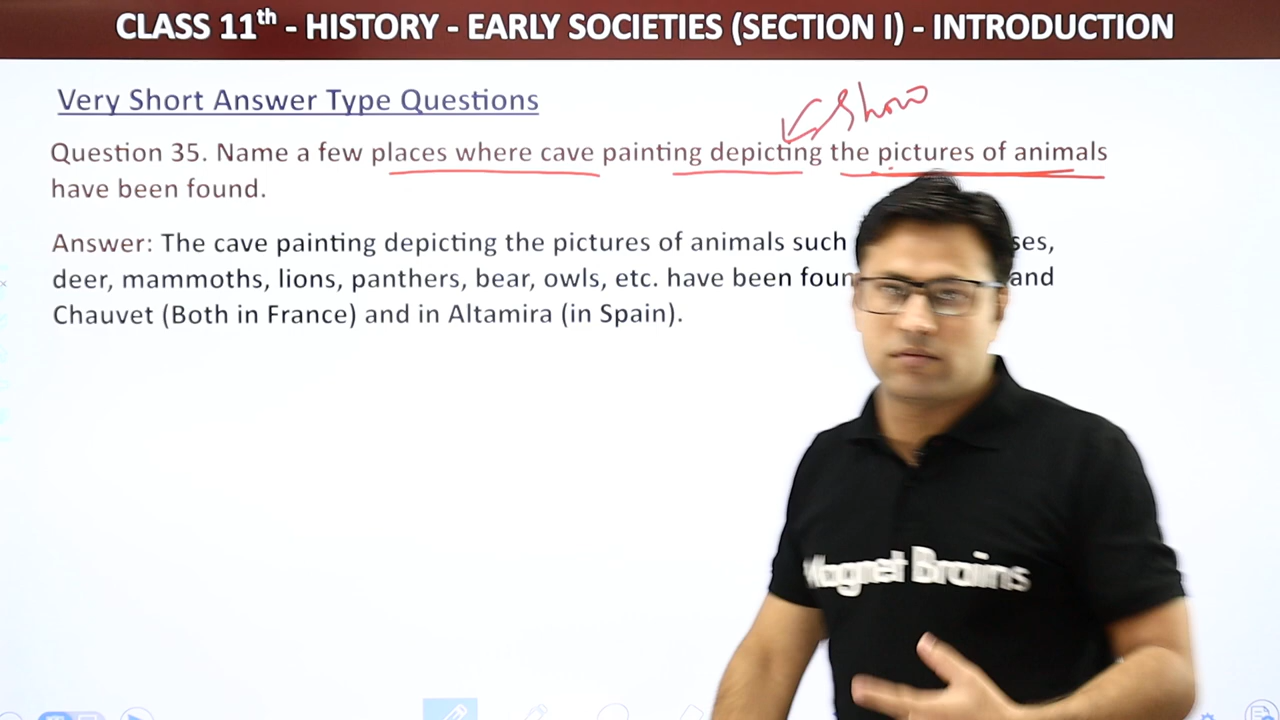 CLASS 11th - HISTORY - EARLY SOCIETIES (SECTION I) - INTRODUCTION
Very Short Answer Type Questions
Show
Question 35. Name a few places where cave painting depicting the pictures of animals
have been found.
Answer: The cave painting depicting the pictures of animals such ses,
deer, mammoths, lions, panthers, bear, owls, etc. have been foun and
Chauvet (Both in France) and in Altamira (in Spain).
Magnet Brains